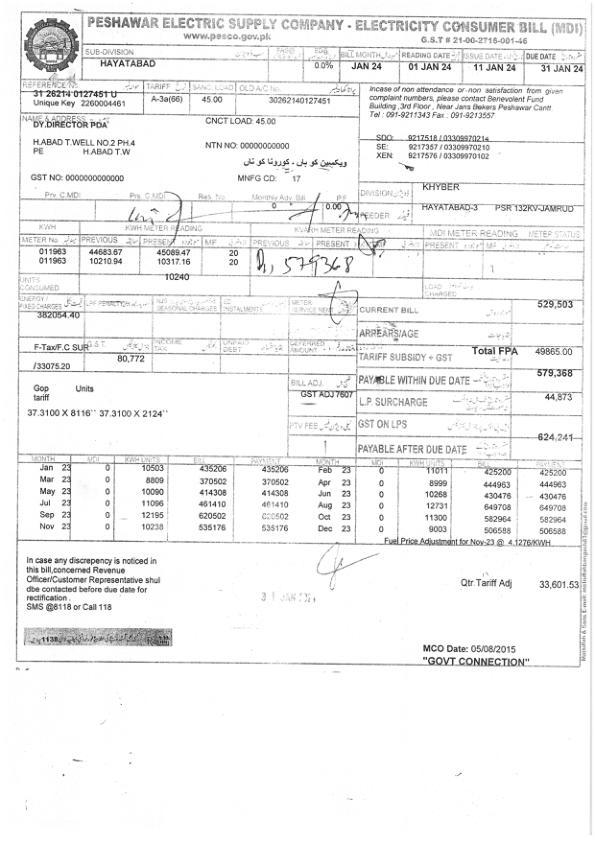 PESHAWAR ELECTRIC SUPPLY COMPANY - ELECTRICITY CONSUMER BILL (MDI)
www.pesco.gov.pk G.S.T # 21-00-2716-001-46
SUB-DIVISION BILL MONTH READING DATE ISSUE DATE DUE DATE
HAYATABAD 0.0% JAN 24 01 JAN 24 11 JAN 24 31 JAN 24
REFERENCE No. TARIFF SANC. LOAD OLD A/C No.
31 26214 0127451 U A-3a(66) 45.00 30262140127451
Unique Key 2260004461
Incase of non attendance or non satisfation from given
complaint numbers, please contact Benevolent Fund
Building ,3rd Floor , Near Jans Bekers Peshawar Cantt
Tel : 091-9211343 Fax : 091-9213557
NAME & ADDRESS
DY.DIRECTOR PDA CNCT LOAD: 45.00
H.ABAD T.WELL NO.2 PH.4 NTN NO: 00000000000
PE H.ABAD T.W
ویکسین کو ہاں - کورونا کو ناں
GST NO: 0000000000000 MNFG CD: 17
SDO: 9217518 / 03309970214
SE: 9217357 / 03309970210
XEN: 9217576 / 03309970102
DIVISION KHYBER
Prv. C.MDI Prs. C.MDI Res. No Monthly Adv. Bill P.F
0 0.00
FEEDER HAYATABAD-3 PSR 132KV-JAMRUD
KWH KWH METER READING KVARH METER READING MDI METER READING METER STATUS
METER No PREVIOUS PRESENT MF PREVIOUS PRESENT MF PREVIOUS PRESENT MF
011963 44683.67 45089.47 20
011963 10210.94 10317.16 20
579368
UNITS CONSUMED 10240
LOAD CHARGED
ENERGY / FIXED CHARGES LPF PENALTION SEASONAL CHARGES INSTALMENTS METER
382054.40
CURRENT BILL 529,503
ARREARS/AGE
F-Tax/F.C SUR G.S.T INCOME TAX UNPAID DEBT DEFERRED AMOUNT
/33075.20 80,772
Total FPA 49865.00
TARIFF SUBSIDY + GST
BILL ADJ. PAYABLE WITHIN DUE DATE 579,368
GST ADJ 7607
Gop Units
tariff
37.3100 X 8116`` 37.3100 X 2124``
L.P. SURCHARGE 44,873
PTV FEE GST ON LPS
PAYABLE AFTER DUE DATE 624,241
MONTH MDI KWH UNITS BILL PAYMENT MONTH MDI KWH UNITS BILL PAYMENT
Jan 23 0 10503 435206 435206 Feb 23 0 11011 425200 425200
Mar 23 0 8809 370502 370502 Apr 23 0 8999 444963 444963
May 23 0 10090 414308 414308 Jun 23 0 10268 430476 430476
Jul 23 0 11096 461410 461410 Aug 23 0 12731 649708 649708
Sep 23 0 12195 620502 620502 Oct 23 0 11300 582964 582964
Nov 23 0 10238 535176 535176 Dec 23 0 9003 506588 506588
Fuel Price Adjustment for Nov-23 @ 4.1276/KWH
In case any discrepency is noticed in
this bill,concerned Revenue
Officer/Customer Representative shul
dbe contacted before due date for
rectification .
SMS @8118 or Call 118
Qtr.Tariff Adj 33,601.53
31 JAN
MCO Date: 05/08/2015
"GOVT CONNECTION"